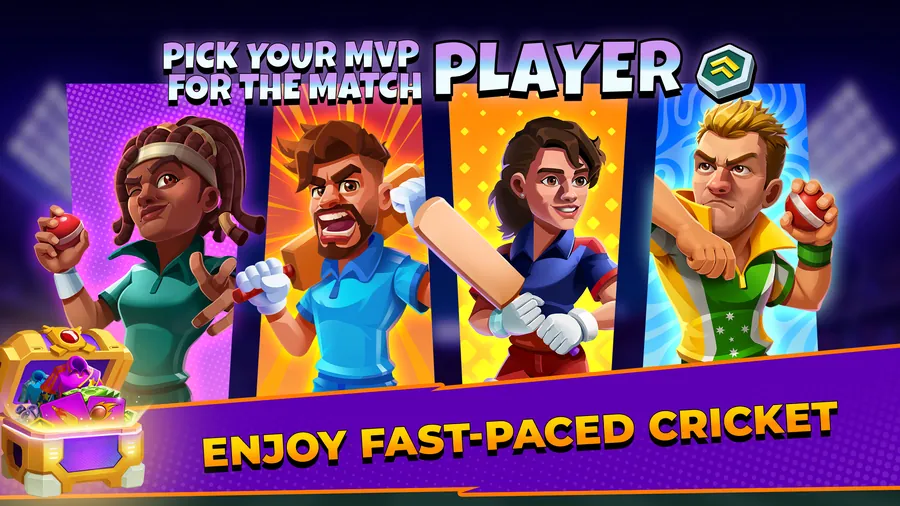 PICK YOUR MVP
FOR THE MATCH
PLAYER
ENJOY FAST-PACED CRICKET